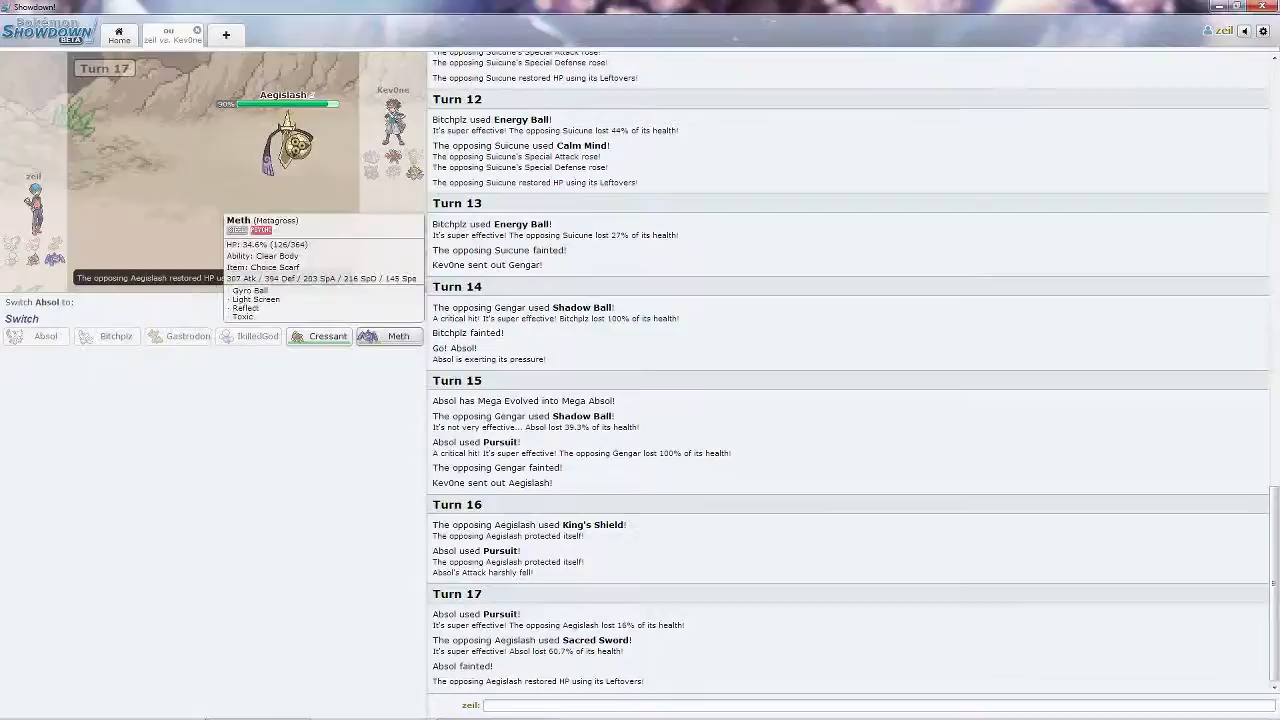 Showdown!
Pokémon
SHOWDOWN
BETA
Home
ou
zeil vs. Kev0ne
+
zeil
Turn 17
Aegislash
90%
Kev0ne
zeil
The opposing Aegislash restored HP us
Meth (Metagross)
STEEL PSYCHC
HP: 34.6% (126/364)
Ability: Clear Body
Item: Choice Scarf
307 Atk / 394 Def / 203 SpA / 216 SpD / 145 Spe
· Gyro Ball
· Light Screen
· Reflect
· Toxic
Switch Absol to:
Switch
Absol
Bitchplz
Gastrodon
IkilledGod
Cressant
Meth
The opposing Suicune's Special Attack rose!
The opposing Suicune's Special Defense rose!
The opposing Suicune restored HP using its Leftovers!
Turn 12
Bitchplz used Energy Ball!
It's super effective! The opposing Suicune lost 44% of its health!
The opposing Suicune used Calm Mind!
The opposing Suicune's Special Attack rose!
The opposing Suicune's Special Defense rose!
The opposing Suicune restored HP using its Leftovers!
Turn 13
Bitchplz used Energy Ball!
It's super effective! The opposing Suicune lost 27% of its health!
The opposing Suicune fainted!
Kev0ne sent out Gengar!
Turn 14
The opposing Gengar used Shadow Ball!
A critical hit! It's super effective! Bitchplz lost 100% of its health!
Bitchplz fainted!
Go! Absol!
Absol is exerting its pressure!
Turn 15
Absol has Mega Evolved into Mega Absol!
The opposing Gengar used Shadow Ball!
It's not very effective... Absol lost 39.3% of its health!
Absol used Pursuit!
A critical hit! It's super effective! The opposing Gengar lost 100% of its health!
The opposing Gengar fainted!
Kev0ne sent out Aegislash!
Turn 16
The opposing Aegislash used King's Shield!
The opposing Aegislash protected itself!
Absol used Pursuit!
The opposing Aegislash protected itself!
Absol's Attack harshly fell!
Turn 17
Absol used Pursuit!
It's super effective! The opposing Aegislash lost 16% of its health!
The opposing Aegislash used Sacred Sword!
It's super effective! Absol lost 60.7% of its health!
Absol fainted!
The opposing Aegislash restored HP using its Leftovers!
zeil: